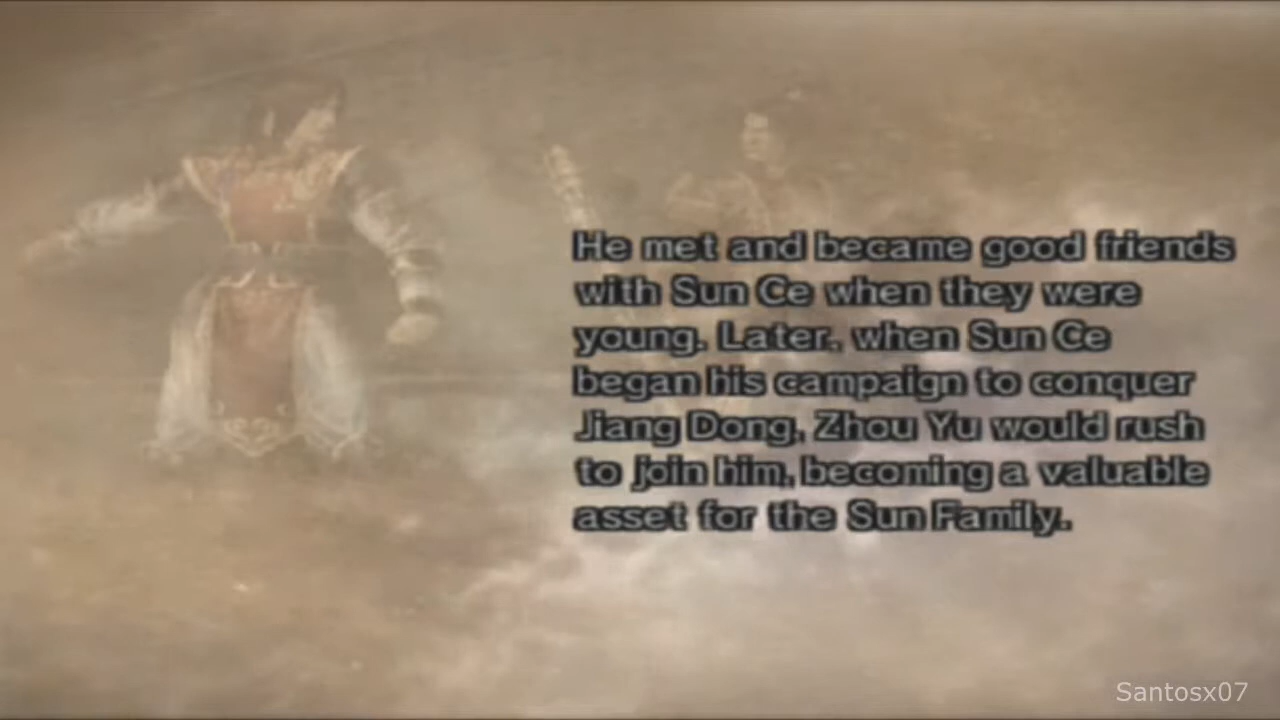 He met and became good friends
with Sun Ce when they were
young. Later, when Sun Ce
began his campaign to conquer
Jiang Dong, Zhou Yu would rush
to join him, becoming a valuable
asset for the Sun Family.
Santosx07